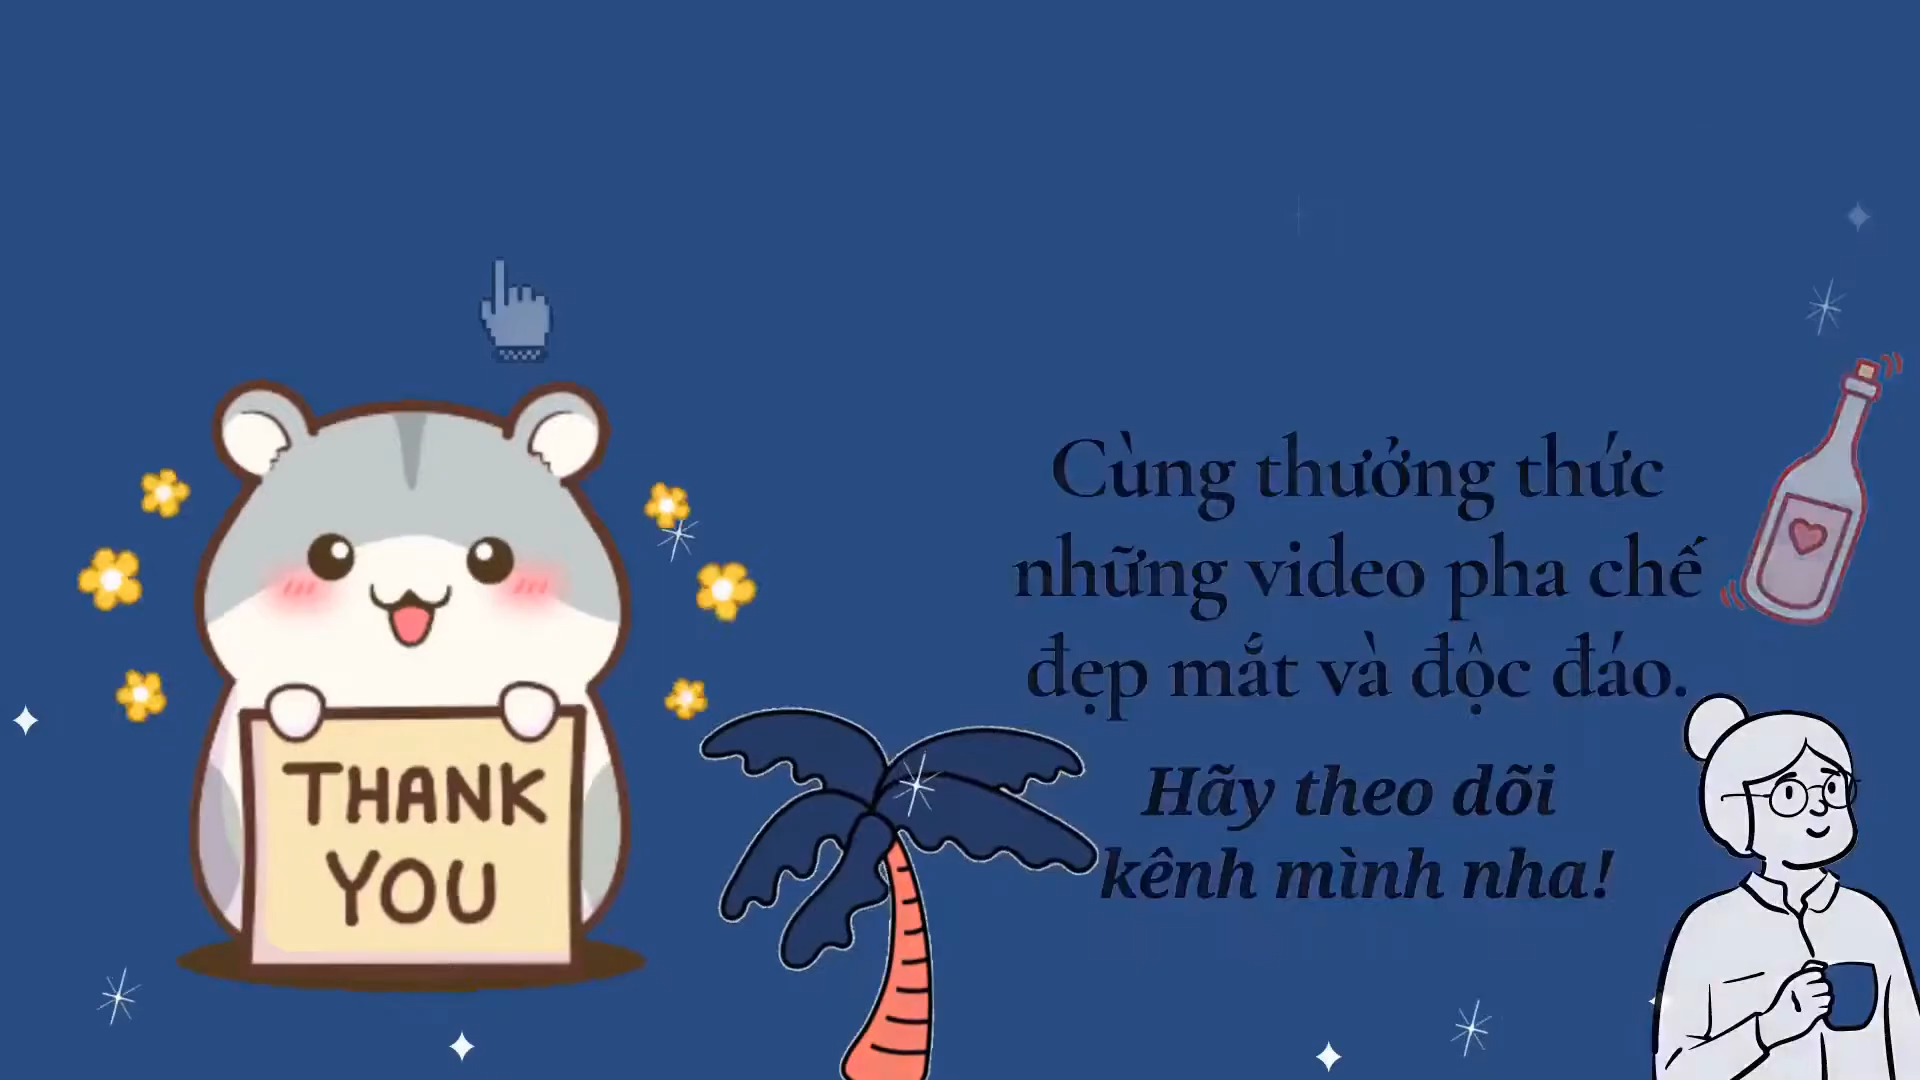 THANK
YOU
Cùng thưởng thức
những video pha chế
đẹp mắt và độc đáo.
Hãy theo dõi
kênh mình nha!